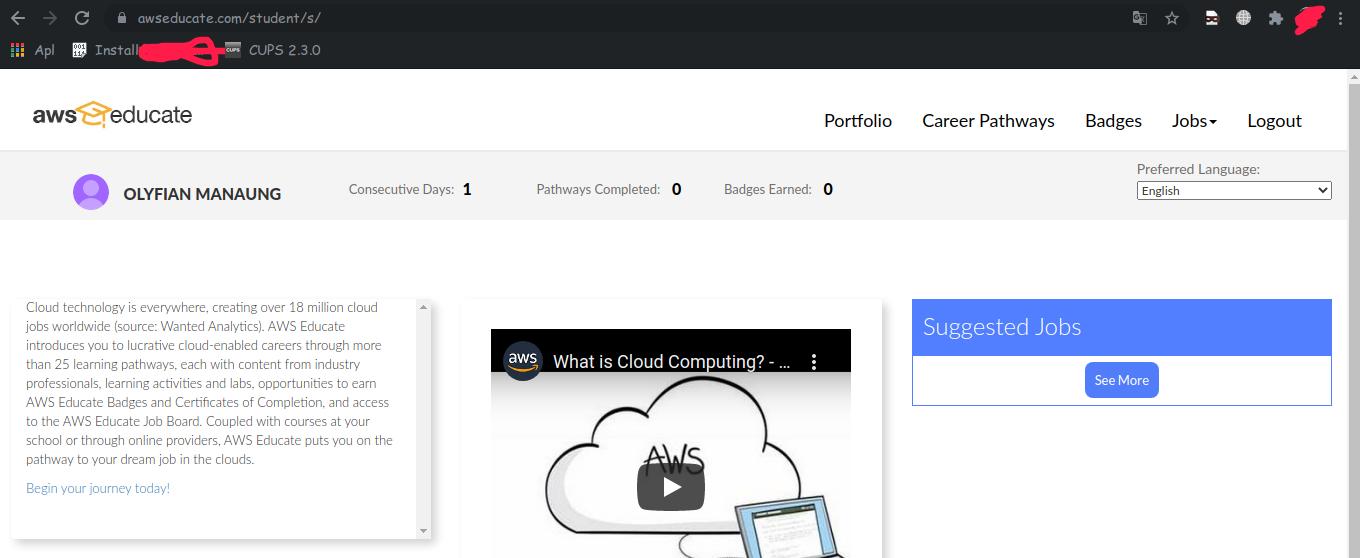 awseducate.com/student/s/
Apl
Install
CUPS
CUPS 2.3.0
aws educate
Portfolio
Career Pathways
Badges
Jobs
Logout
OLYFIAN MANAUNG
Consecutive Days: 1
Pathways Completed: 0
Badges Earned: 0
Preferred Language:
English
Cloud technology is everywhere, creating over 18 million cloud
jobs worldwide (source: Wanted Analytics). AWS Educate
introduces you to lucrative cloud-enabled careers through more
than 25 learning pathways, each with content from industry
professionals, learning activities and labs, opportunities to earn
AWS Educate Badges and Certificates of Completion, and access
to the AWS Educate Job Board. Coupled with courses at your
school or through online providers, AWS Educate puts you on the
pathway to your dream job in the clouds.
Begin your journey today!
aws
What is Cloud Computing? - ...
AWS
Suggested Jobs
See More